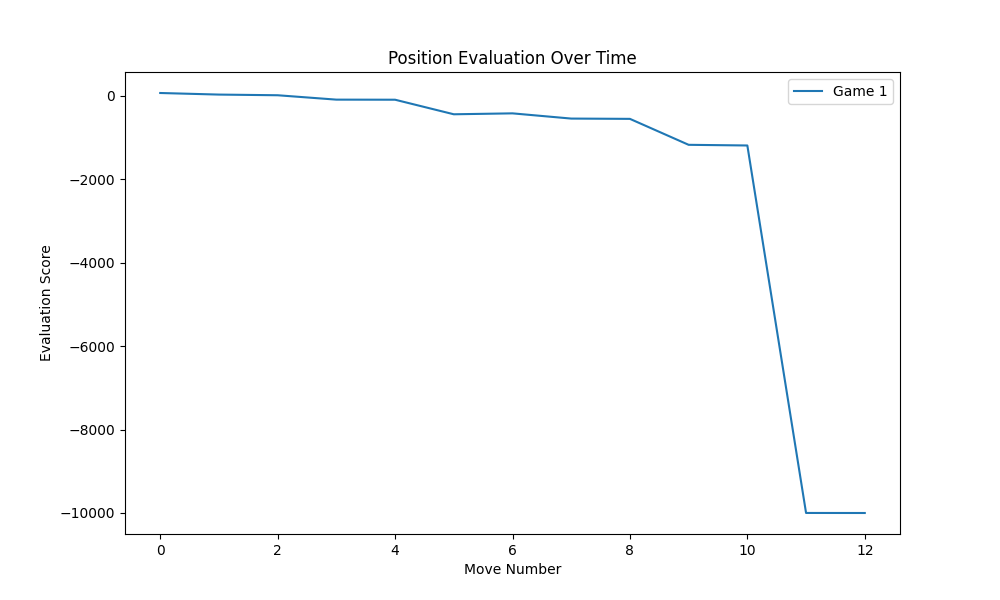 Position Evaluation Over Time
Game 1
Evaluation Score
0
−2000
−4000
−6000
−8000
−10000
0 2 4 6 8 10 12
Move Number